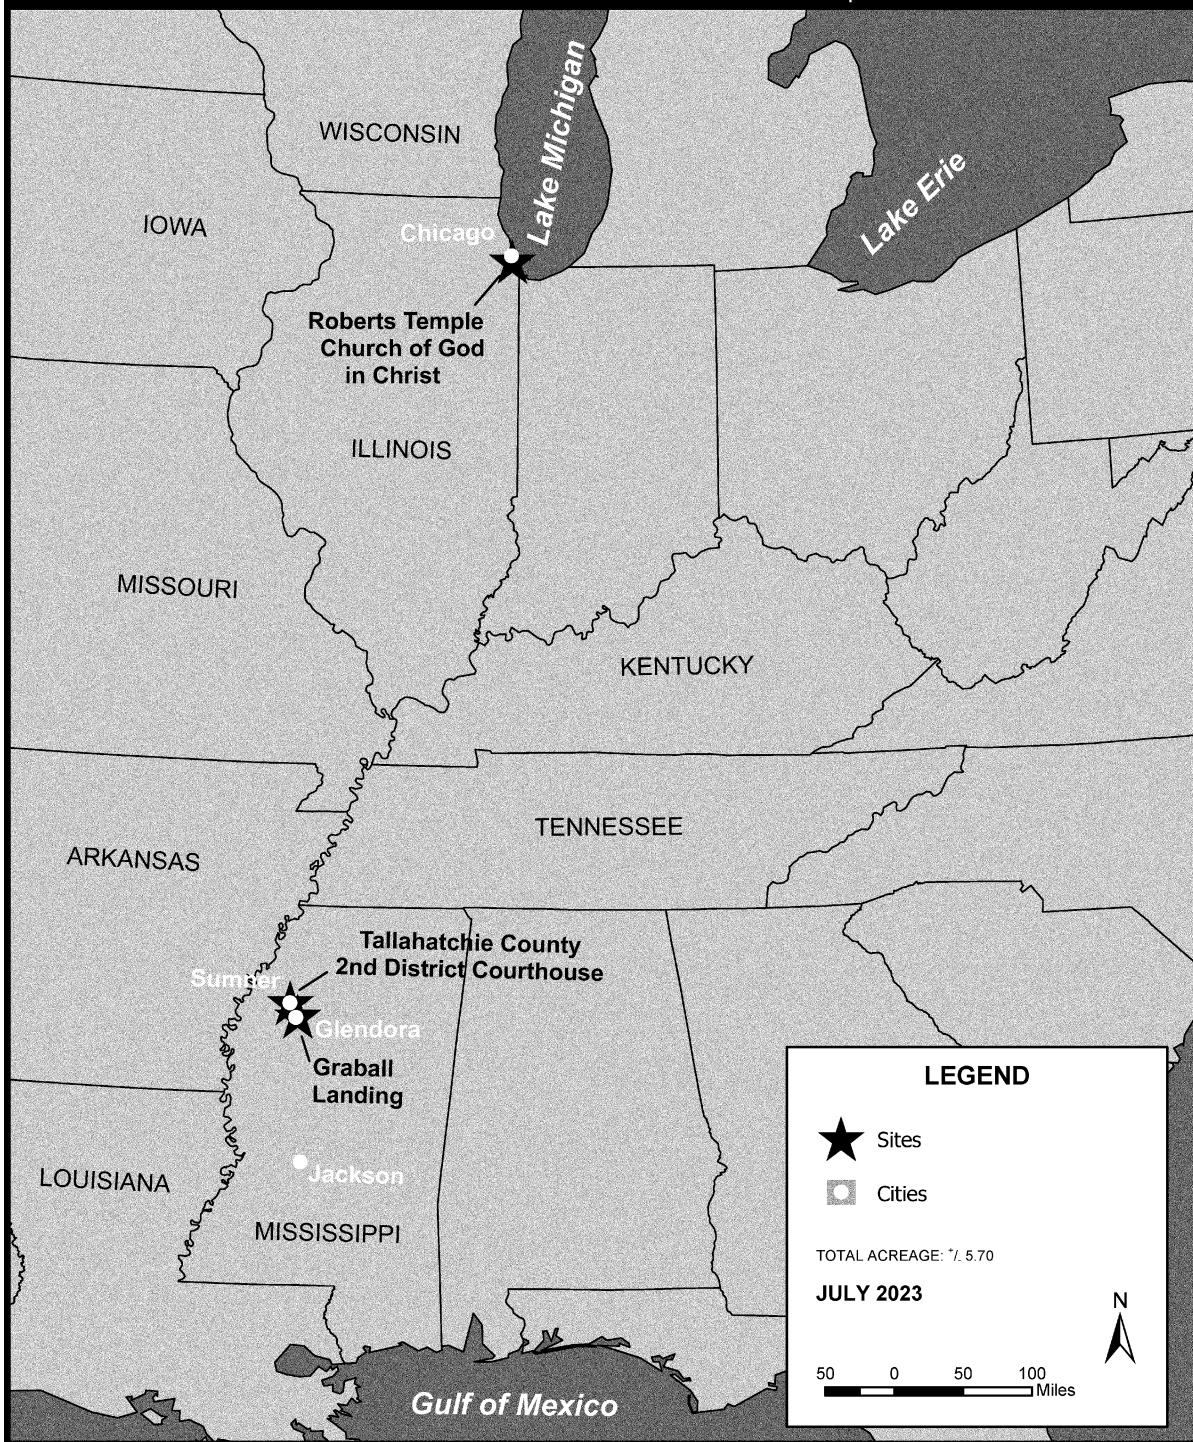 WISCONSIN
Lake Michigan
IOWA
Lake Erie
Chicago
Roberts Temple
Church of God
in Christ
ILLINOIS
MISSOURI
KENTUCKY
TENNESSEE
ARKANSAS
Tallahatchie County
2nd District Courthouse
Sumner
Glendora
Graball
Landing
Jackson
LOUISIANA
MISSISSIPPI
Gulf of Mexico
LEGEND
Sites
Cities
TOTAL ACREAGE: +/. 5.70
JULY 2023
N
50 0 50 100
Miles